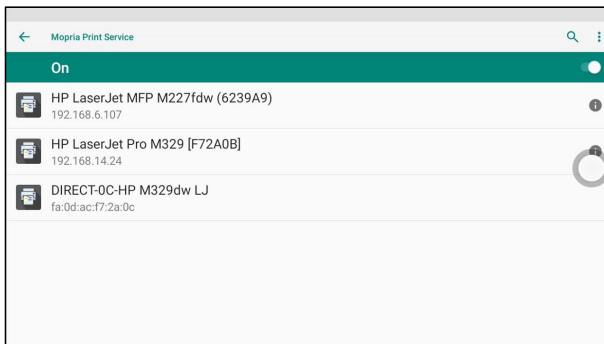 Mopria Print Service
On
HP LaserJet MFP M227fdw (6239A9)
192.168.6.107
HP LaserJet Pro M329 [F72A0B]
192.168.14.24
DIRECT-0C-HP M329dw LJ
fa:0d:ac:f7:2a:0c